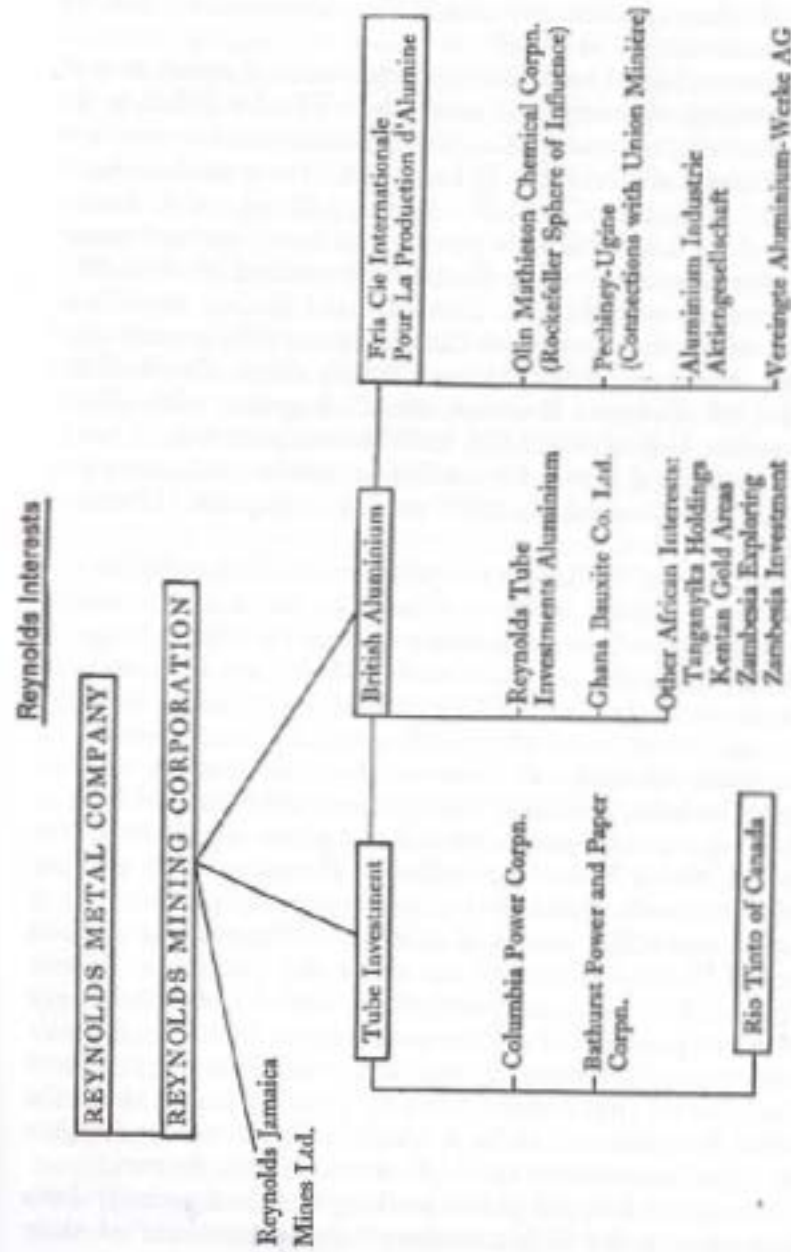 Reynolds Interests
REYNOLDS METAL COMPANY
REYNOLDS MINING CORPORATION
Reynolds Jamaica
Mines Ltd.
Tube Investment
Columbia Power Corpn.
Bathurst Power and Paper
Corpn.
Rio Tinto of Canada
British Aluminium
Reynolds Tube
Investments Aluminium
Ghana Bauxite Co. Ltd.
Other African Interests:
Tanganyika Holdings
Kentan Gold Areas
Zambesia Exploring
Zambesia Investment
Fria Cie Internationale
Pour La Production d'Alumine
Olin Mathieson Chemical Corpn.
(Rockefeller Sphere of Influence)
Pechiney-Ugine
(Connections with Union Minière)
Aluminium Industrie
Aktiengesellschaft
Vereingte Aluminium-Werke AG